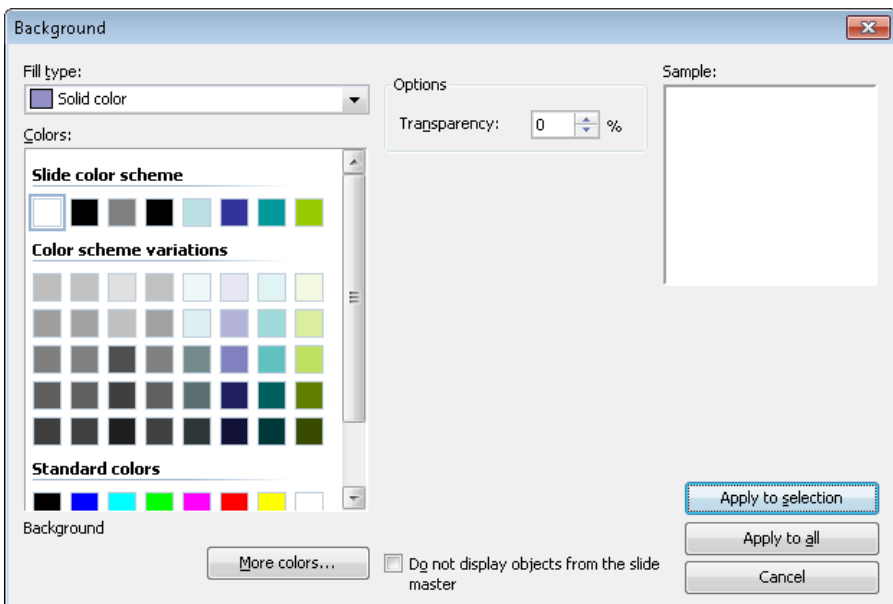 Background
Fill type:
Solid color
Colors:
Slide color scheme
Color scheme variations
Standard colors
Background
More colors...
Options
Transparency: 0 %
Do not display objects from the slide
master
Sample:
Apply to selection
Apply to all
Cancel